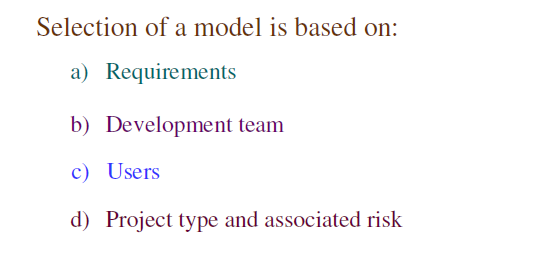 Selection of a model is based on:
a) Requirements
b) Development team
c) Users
d) Project type and associated risk